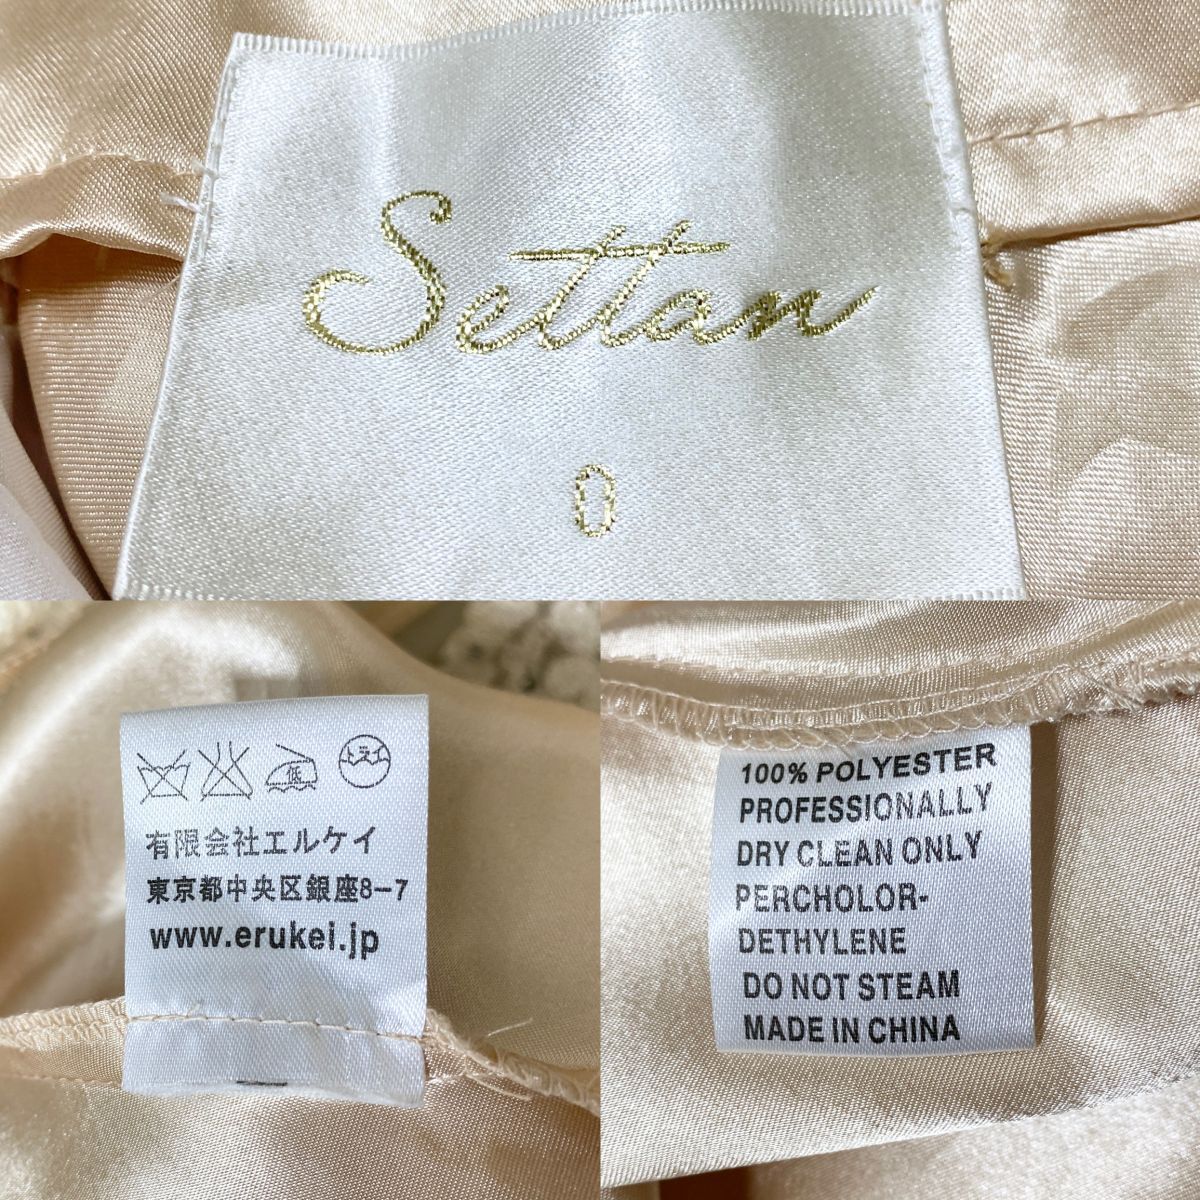 Settan
0
低
ドライ
有限会社エルケイ
東京都中央区銀座8-7
www.erukei.jp
100% POLYESTER
PROFESSIONALLY
DRY CLEAN ONLY
PERCHOLOR-
DETHYLENE
DO NOT STEAM
MADE IN CHINA